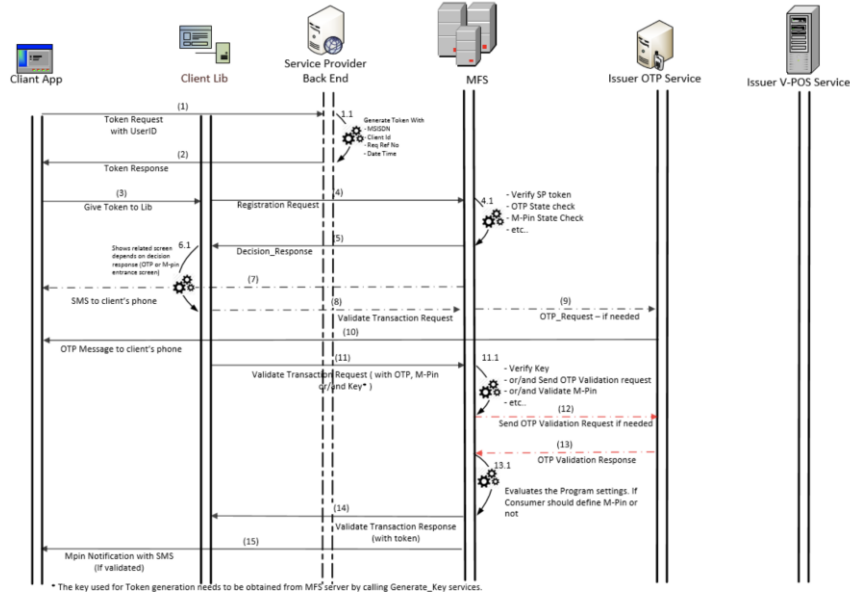 Cliant App
Client Lib
Service Provider
Back End
MFS
Issuer OTP Service
Issuer V-POS Service
(1)
Token Request
with UserID
1.1
Generate Token With
- MSISDN
- Client Id
- Req Ref No
- Date Time
(2)
Token Response
(3)
Give Token to Lib
(4)
Registration Request
4.1
- Verify SP token
- OTP State check
- M-Pin State Check
- etc..
(5)
Decision_Response
6.1
Shows related screen
depends on decision
response (OTP or M-pin
entrance screen)
(7)
SMS to client's phone
(8)
Validate Transaction Request
(9)
OTP_Request – if needed
(10)
OTP Message to client's phone
(11)
Validate Transaction Request ( with OTP, M-Pin
or/and Key* )
11.1
- Verify Key
- or/and Send OTP Validation request
- or/and Validate M-Pin
- etc..
(12)
Send OTP Validation Request if needed
(13)
OTP Validation Response
13.1
Evaluates the Program settings. If
Consumer should define M-Pin or
not
(14)
Validate Transaction Response
(with token)
(15)
Mpin Notification with SMS
(If validated)
* The key used for Token generation needs to be obtained from MFS server by calling Generate_Key services.